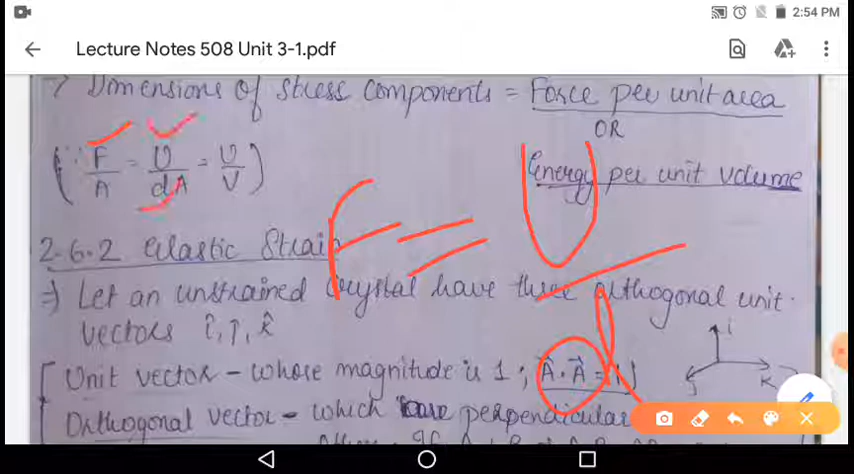 2:54 PM
Lecture Notes 508 Unit 3-1.pdf
Dimensions of stress components = Force per unit area
OR
(∵ F/A = U/dA = U/V) Energy per unit volume
F = U/d
2.6.2 Elastic Strain
⇒ Let an unstrained crystal have three orthogonal unit
vectors î, ĵ, k̂
[Unit vector - whose magnitude is 1; A⃗·A⃗ = 1]
Orthogonal vector - which are perpendicular